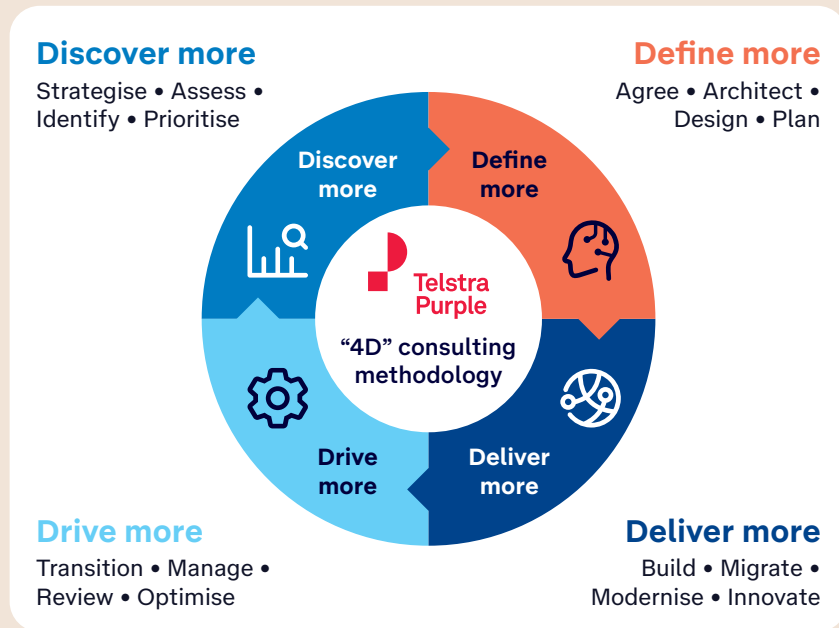 Discover more
Strategise • Assess •
Identify • Prioritise
Define more
Agree • Architect •
Design • Plan
Discover
more
Define
more
Telstra
Purple
“4D” consulting
methodology
Drive
more
Deliver
more
Drive more
Transition • Manage •
Review • Optimise
Deliver more
Build • Migrate •
Modernise • Innovate